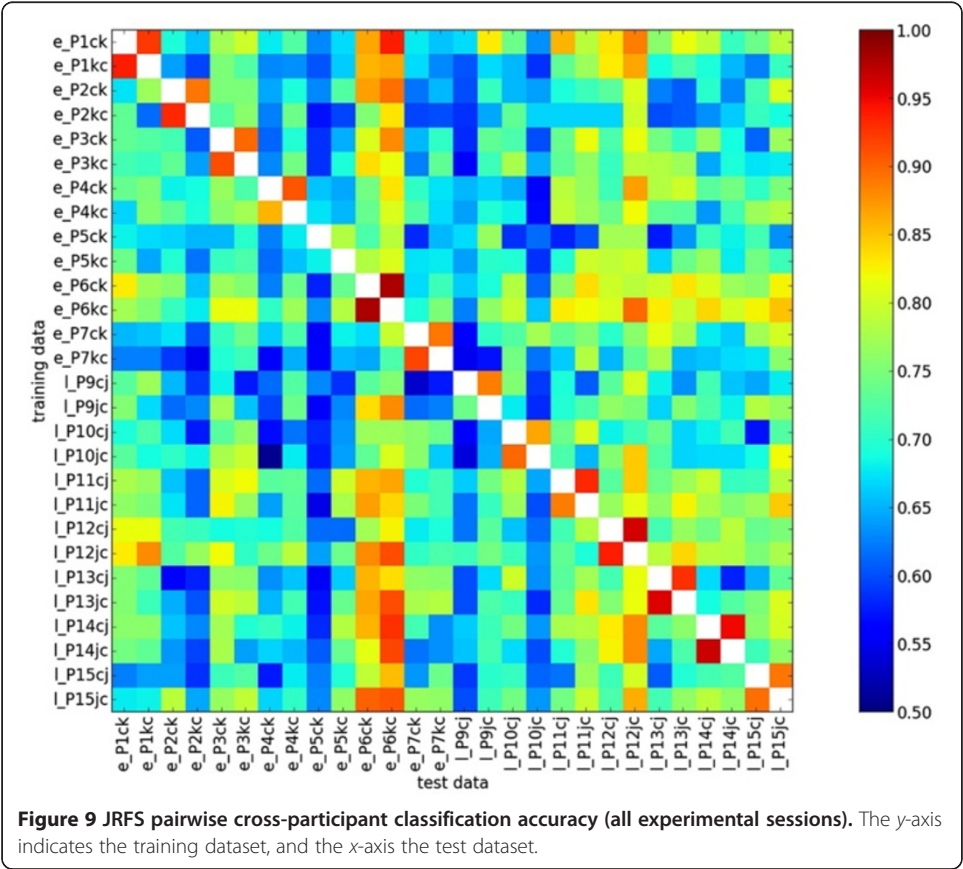 e_P1ck
e_P1kc
e_P2ck
e_P2kc
e_P3ck
e_P3kc
e_P4ck
e_P4kc
e_P5ck
e_P5kc
e_P6ck
e_P6kc
e_P7ck
e_P7kc
l_P9cj
l_P9jc
l_P10cj
l_P10jc
l_P11cj
l_P11jc
l_P12cj
l_P12jc
l_P13cj
l_P13jc
l_P14cj
l_P14jc
l_P15cj
l_P15jc
training data
e_P1ck
e_P1kc
e_P2ck
e_P2kc
e_P3ck
e_P3kc
e_P4ck
e_P4kc
e_P5ck
e_P5kc
e_P6ck
e_P6kc
e_P7ck
e_P7kc
l_P9cj
l_P9jc
l_P10cj
l_P10jc
l_P11cj
l_P11jc
l_P12cj
l_P12jc
l_P13cj
l_P13jc
l_P14cj
l_P14jc
l_P15cj
l_P15jc
test data
1.00
0.95
0.90
0.85
0.80
0.75
0.70
0.65
0.60
0.55
0.50
Figure 9 JRFS pairwise cross-participant classification accuracy (all experimental sessions). The y-axis
indicates the training dataset, and the x-axis the test dataset.